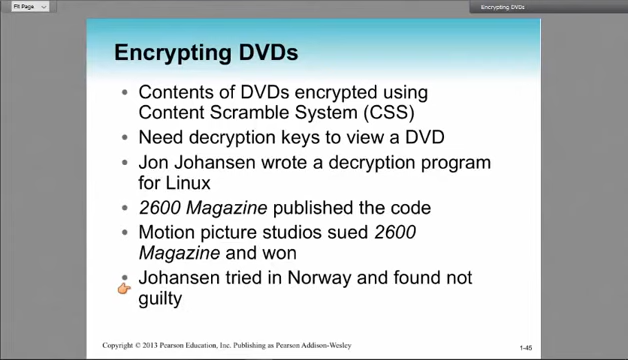 Fit Page
Encrypting DVDs
Encrypting DVDs
• Contents of DVDs encrypted using
Content Scramble System (CSS)
• Need decryption keys to view a DVD
• Jon Johansen wrote a decryption program
for Linux
• 2600 Magazine published the code
• Motion picture studios sued 2600
Magazine and won
• Johansen tried in Norway and found not
guilty
Copyright © 2013 Pearson Education, Inc. Publishing as Pearson Addison-Wesley
1-45